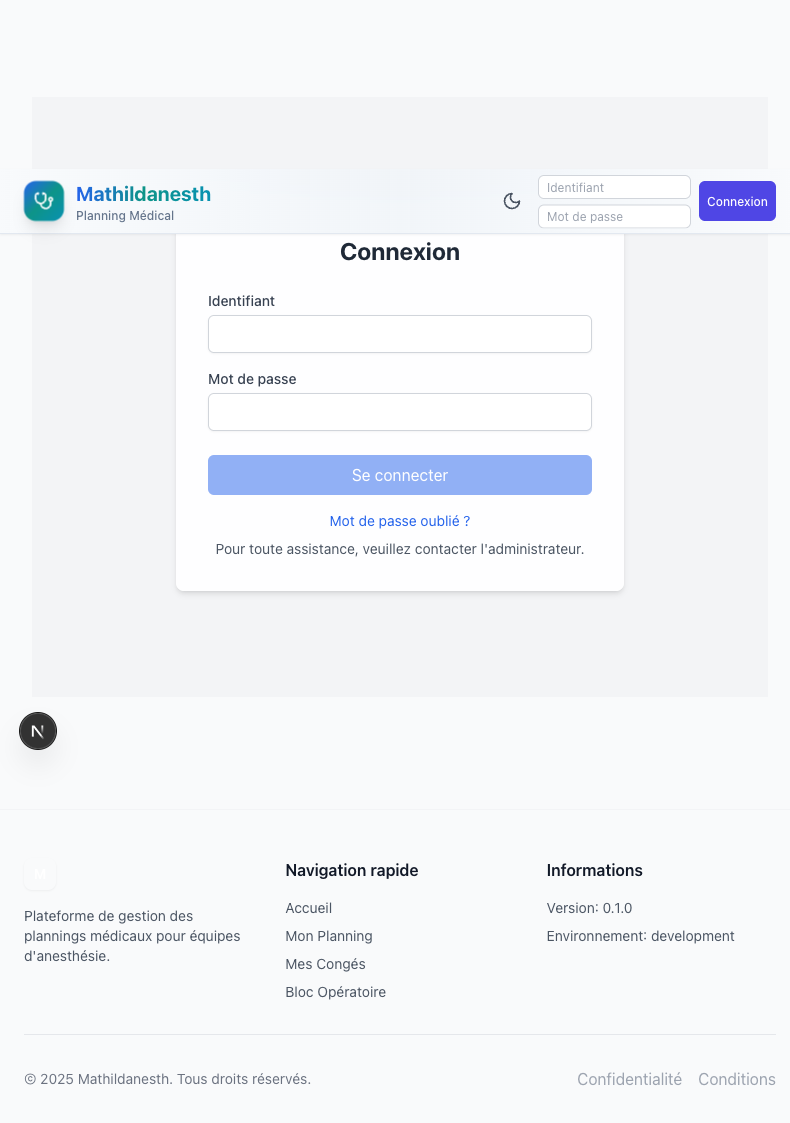 Mathildanesth
Planning Médical
Identifiant
Mot de passe
Connexion
Connexion
Identifiant
Mot de passe
Se connecter
Mot de passe oublié ?
Pour toute assistance, veuillez contacter l'administrateur.
N
M
Plateforme de gestion des
plannings médicaux pour équipes
d'anesthésie.
Navigation rapide
Accueil
Mon Planning
Mes Congés
Bloc Opératoire
Informations
Version: 0.1.0
Environnement: development
© 2025 Mathildanesth. Tous droits réservés.
Confidentialité
Conditions